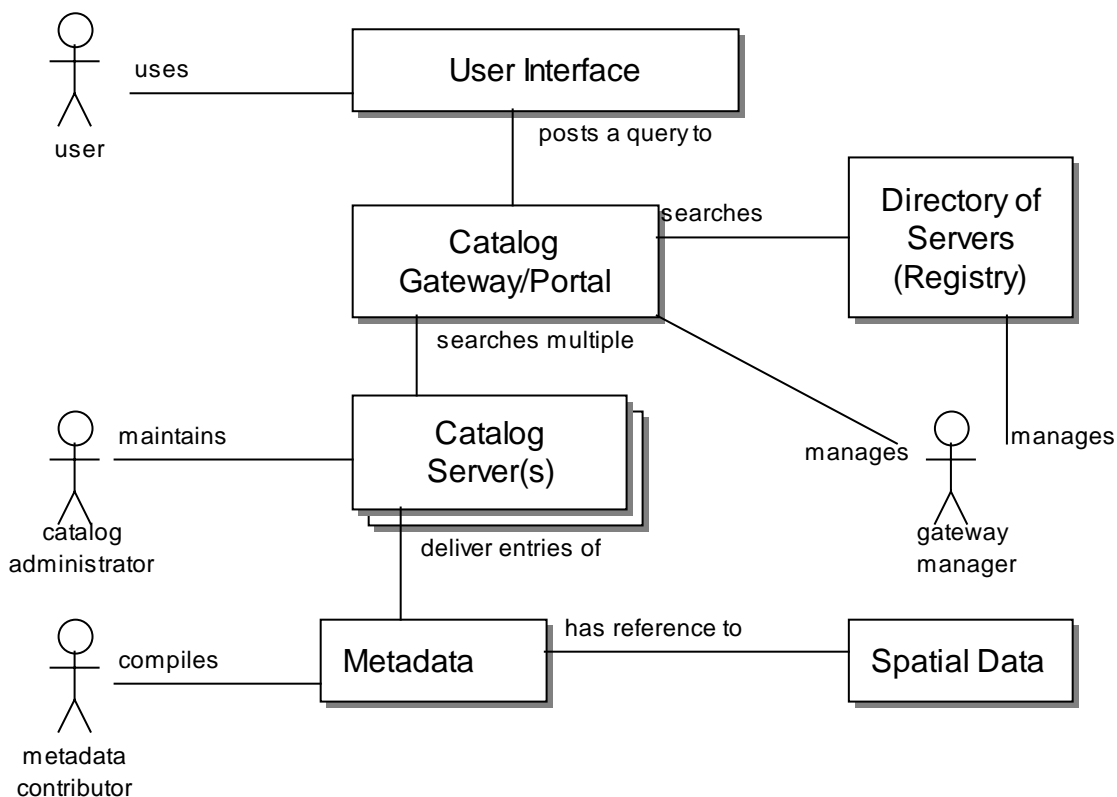 uses
User Interface
user
posts a query to
searches
Directory of
Servers
(Registry)
Catalog
Gateway/Portal
searches multiple
maintains
Catalog
Server(s)
manages
manages
catalog
administrator
deliver entries of
gateway
manager
compiles
Metadata
has reference to
Spatial Data
metadata
contributor